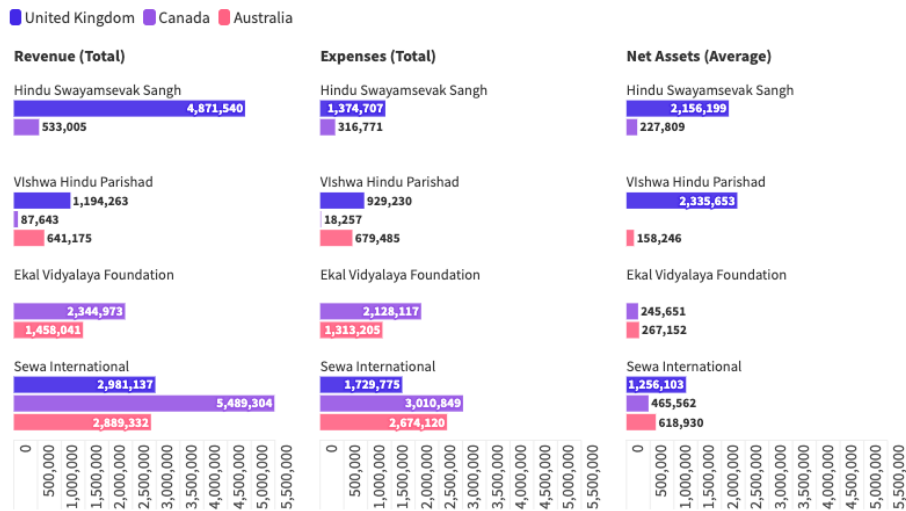 United Kingdom Canada Australia
Revenue (Total) Expenses (Total) Net Assets (Average)
Hindu Swayamsevak Sangh Hindu Swayamsevak Sangh Hindu Swayamsevak Sangh
4,871,540 1,374,707 2,156,199
533,005 316,771 227,809
VIshwa Hindu Parishad VIshwa Hindu Parishad VIshwa Hindu Parishad
1,194,263 929,230 2,335,653
87,643 18,257
641,175 679,485 158,246
Ekal Vidyalaya Foundation Ekal Vidyalaya Foundation Ekal Vidyalaya Foundation
2,344,973 2,128,117 245,651
1,458,041 1,313,205 267,152
Sewa International Sewa International Sewa International
2,981,137 1,729,775 1,256,103
5,489,304 3,010,849 465,562
2,889,332 2,674,120 618,930
0 500,000 1,000,000 1,500,000 2,000,000 2,500,000 3,000,000 3,500,000 4,000,000 4,500,000 5,000,000 5,500,000 0 500,000 1,000,000 1,500,000 2,000,000 2,500,000 3,000,000 3,500,000 4,000,000 4,500,000 5,000,000 5,500,000 0 500,000 1,000,000 1,500,000 2,000,000 2,500,000 3,000,000 3,500,000 4,000,000 4,500,000 5,000,000 5,500,000